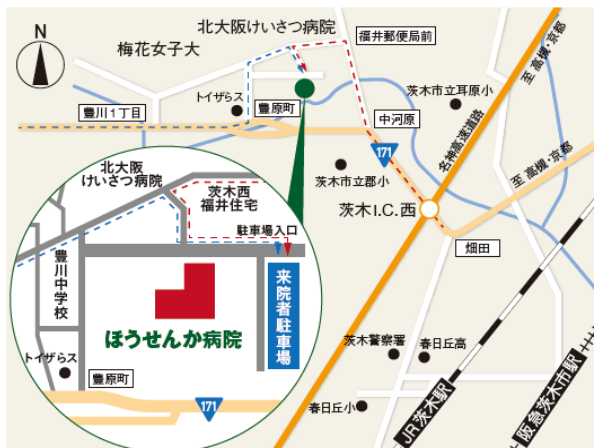 N
北大阪けいさつ病院
梅花女子大
福井郵便局前
至 高槻・京都
トイザらス
茨木市立耳原小
豊川1丁目
豊原町
中河原
171
名神高速道路
至 高槻・京都
茨木市立郡小
茨木I.C.西
畑田
北大阪
けいさつ病院
茨木西
福井住宅
駐車場入口
豊川中学校
来院者駐車場
ほうせんか病院
トイザらス
豊原町
171
茨木警察署
春日丘高
春日丘小
JR茨木駅
阪急茨木市駅